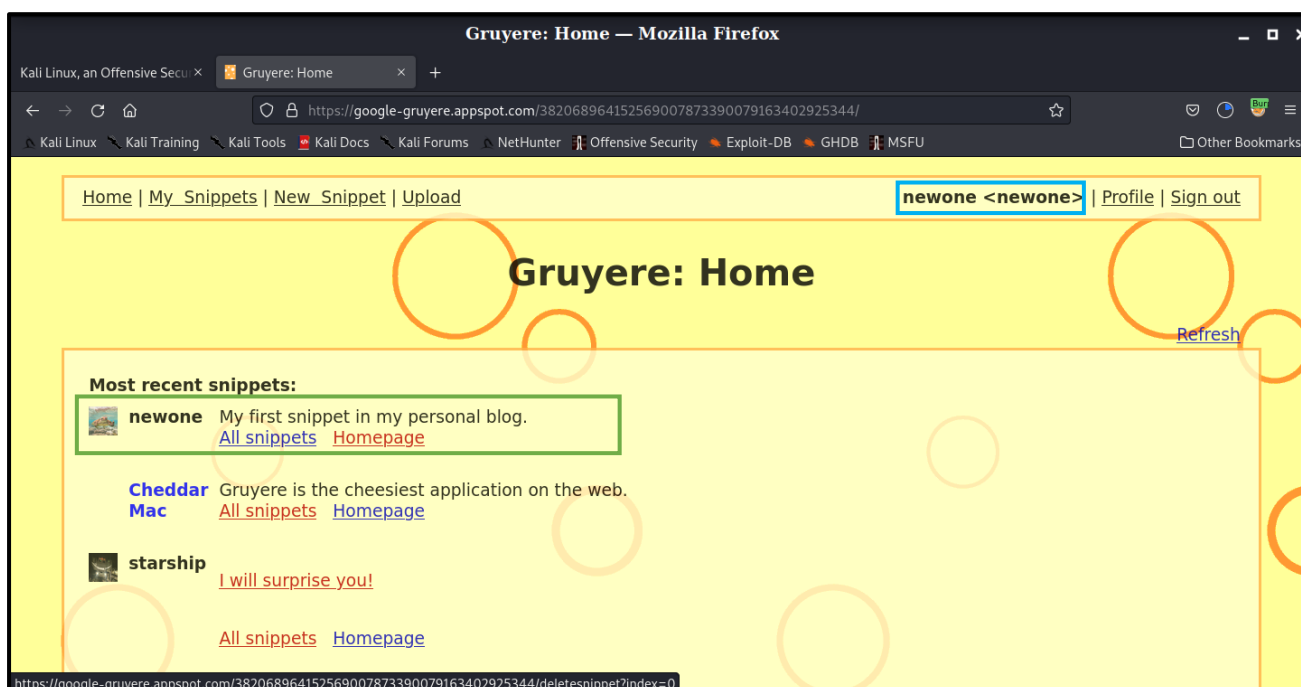 Gruyere: Home — Mozilla Firefox
Kali Linux, an Offensive Secu
Gruyere: Home
https://google-gruyere.appspot.com/382068964152569007873390079163402925344/
Kali Linux Kali Training Kali Tools Kali Docs Kali Forums NetHunter Offensive Security Exploit-DB GHDB MSFU Other Bookmarks
Home | My Snippets | New Snippet | Upload newone <newone> | Profile | Sign out
Gruyere: Home
Refresh
Most recent snippets:
newone My first snippet in my personal blog.
All snippets Homepage
Cheddar Gruyere is the cheesiest application on the web.
Mac All snippets Homepage
starship
I will surprise you!
All snippets Homepage
https://google-gruyere.appspot.com/382068964152569007873390079163402925344/deletesnippet?index=0